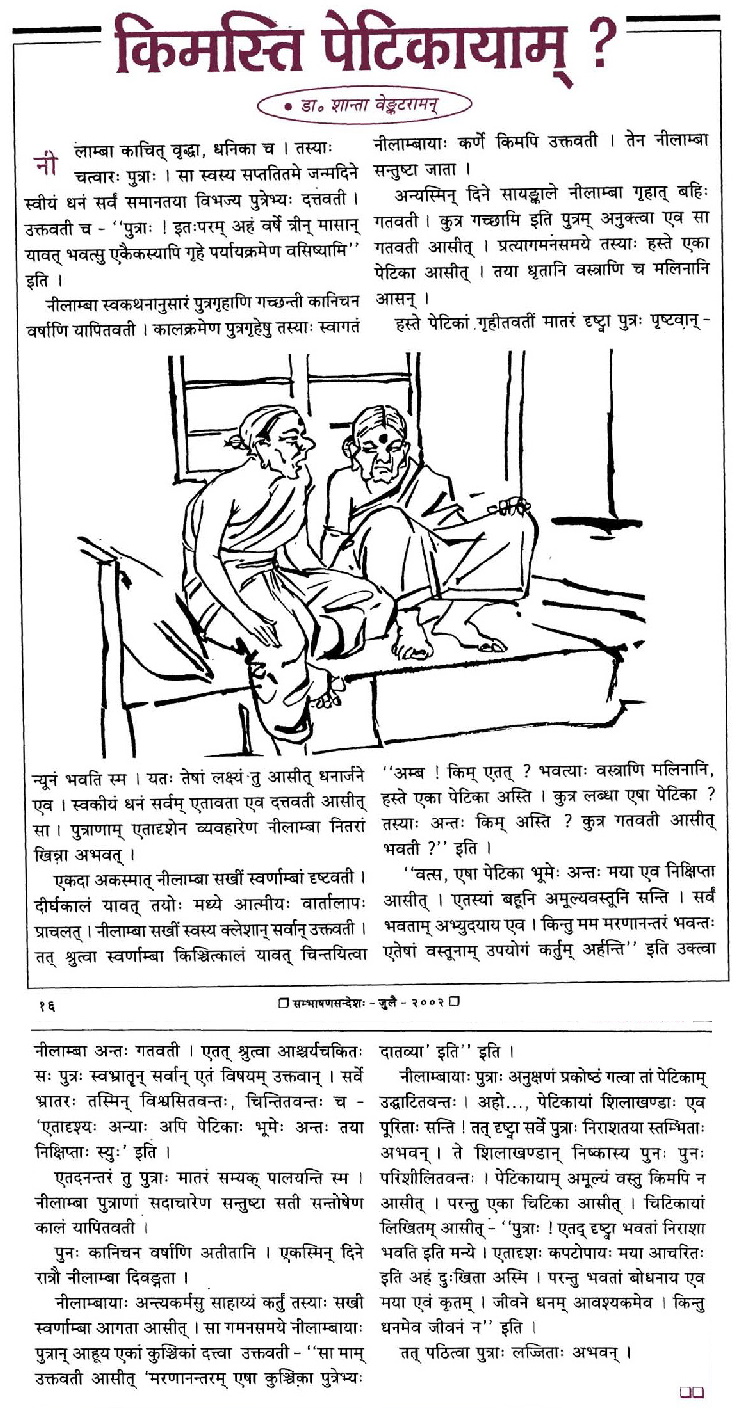 किमस्ति पेटिकायाम् ?
• डा० शान्ता वेङ्कटरामन्
नीलाम्बा काचित् वृद्धा, धनिका च । तस्याः
चत्वारः पुत्राः । सा स्वस्य सप्ततितमे जन्मदिने
स्वीयं धनं सर्वं समानतया विभज्य पुत्रेभ्यः दत्तवती ।
उक्तवती च - ‘‘पुत्राः ! इतःपरम् अहं वर्षे त्रीन् मासान्
यावत् भवत्सु एकैकस्यापि गृहे पर्यायक्रमेण वसिष्यामि’’
इति ।
नीलाम्बा स्वकथनानुसारं पुत्रगृहाणि गच्छन्ती कानिचन
वर्षाणि यापितवती । कालक्रमेण पुत्रगृहेषु तस्याः स्वागतं
न्यूनं भवति स्म । यतः तेषां लक्ष्यं तु आसीत् धनार्जने
एव । स्वकीयं धनं सर्वम् एतावता एव दत्तवती आसीत्
सा । पुत्राणाम् एतादृशेन व्यवहारेण नीलाम्बा नितरां
खिन्ना अभवत् ।
एकदा अकस्मात् नीलाम्बा सखीं स्वर्णाम्बां दृष्टवती ।
दीर्घकालं यावत् तयोः मध्ये आत्मीयः वार्तालापः
प्राचलत् । नीलाम्बा सखीं स्वस्य क्लेशान् सर्वान् उक्तवती ।
तत् श्रुत्वा स्वर्णाम्बा किञ्चित्कालं यावत् चिन्तयित्वा
नीलाम्बायाः कर्णे किमपि उक्तवती । तेन नीलाम्बा
सन्तुष्टा जाता ।
अन्यस्मिन् दिने सायङ्काले नीलाम्बा गृहात् बहिः
गतवती । कुत्र गच्छामि इति पुत्रम् अनुक्त्वा एव सा
गतवती आसीत् । प्रत्यागमनसमये तस्याः हस्ते एका
पेटिका आसीत् । तया धृतानि वस्त्राणि च मलिनानि
आसन् ।
हस्ते पेटिकां गृहीतवतीं मातरं दृष्ट्वा पुत्रः पृष्टवान् -
‘‘अम्ब ! किम् एतत् ? भवत्याः वस्त्राणि मलिनानि,
हस्ते एका पेटिका अस्ति । कुत्र लब्धा एषा पेटिका ?
तस्याः अन्तः किम् अस्ति ? कुत्र गतवती आसीत्
भवती ?’’ इति ।
‘‘वत्स, एषा पेटिका भूमेः अन्तः मया एव निक्षिप्ता
आसीत् । एतस्यां बहूनि अमूल्यवस्तूनि सन्ति । सर्वं
भवताम् अभ्युदयाय एव । किन्तु मम मरणानन्तरं भवन्तः
एतेषां वस्तूनाम् उपयोगं कर्तुम् अर्हन्ति’’ इति उक्त्वा
१६
❐ सम्भाषणसन्देशः - जुलै - २००२ ❐
नीलाम्बा अन्तः गतवती । एतत् श्रुत्वा आश्चर्यचकितः
सः पुत्रः स्वभ्रातॄन् सर्वान् एतं विषयम् उक्तवान् । सर्वे
भ्रातरः तस्मिन् विश्वसितवन्तः, चिन्तितवन्तः च -
‘एतादृश्यः अन्याः अपि पेटिकाः भूमेः अन्तः तया
निक्षिप्ताः स्युः’ इति ।
एतदनन्तरं तु पुत्राः मातरं सम्यक् पालयन्ति स्म ।
नीलाम्बा पुत्राणां सदाचारेण सन्तुष्टा सती सन्तोषेण
कालं यापितवती ।
पुनः कानिचन वर्षाणि अतीतानि । एकस्मिन् दिने
रात्रौ नीलाम्बा दिवङ्गता ।
नीलाम्बायाः अन्त्यकर्मसु साहाय्यं कर्तुं तस्याः सखी
स्वर्णाम्बा आगता आसीत् । सा गमनसमये नीलाम्बायाः
पुत्रान् आहूय एकां कुञ्चिकां दत्त्वा उक्तवती - ‘‘सा माम्
उक्तवती आसीत् ‘मरणानन्तरम् एषा कुञ्चिका पुत्रेभ्यः
दातव्या’ इति’’ इति ।
नीलाम्बायाः पुत्राः अनुक्षणं प्रकोष्ठं गत्वा तां पेटिकाम्
उद्घाटितवन्तः । अहो..., पेटिकायां शिलाखण्डाः एव
पूरिताः सन्ति ! तत् दृष्ट्वा सर्वे पुत्राः निराशतया स्तम्भिताः
अभवन् । ते शिलाखण्डान् निष्कास्य पुनः पुनः
परिशीलितवन्तः । पेटिकायाम् अमूल्यं वस्तु किमपि न
आसीत् । परन्तु एका चिटिका आसीत् । चिटिकायां
लिखितम् आसीत् - ‘‘पुत्राः ! एतद् दृष्ट्वा भवतां निराशा
भवति इति मन्ये । एतादृशः कपटोपायः मया आचरितः
इति अहं दुःखिता अस्मि । परन्तु भवतां बोधनाय एव
मया एवं कृतम् । जीवने धनम् आवश्यकमेव । किन्तु
धनमेव जीवनं न’’ इति ।
तत् पठित्वा पुत्राः लज्जिताः अभवन् ।
❐❐